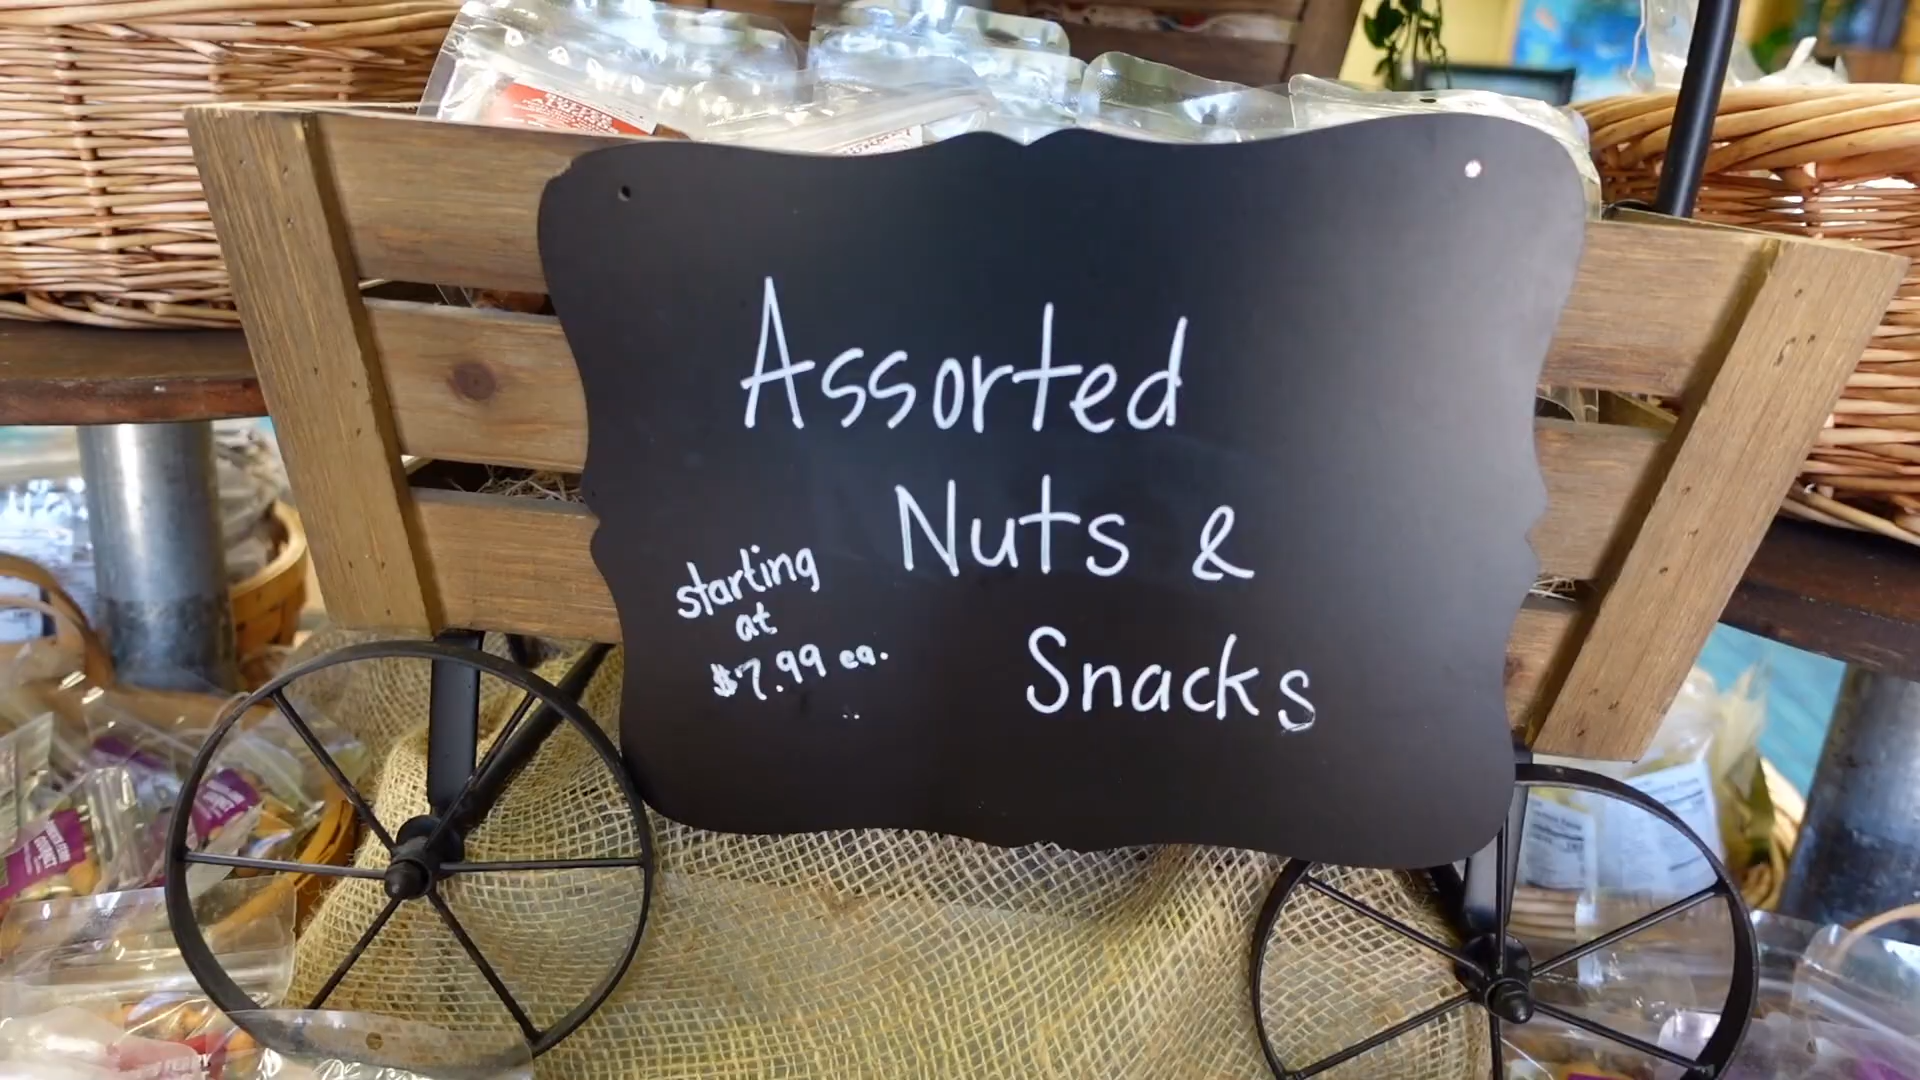 Assorted
Nuts &
Snacks
starting
at
$7.99 ea.